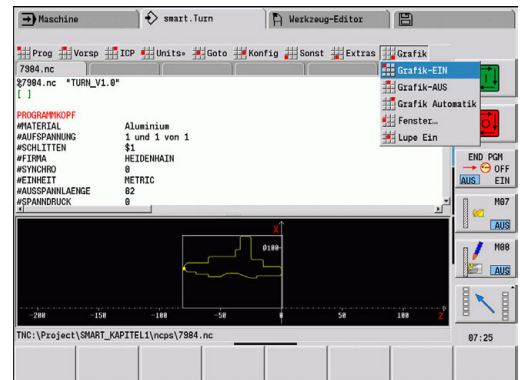 Maschine smart.Turn Werkzeug-Editor
Prog Vorsp ICP Units» Goto Konfig Sonst Extras Grafik
7984.nc
%7984.nc "TURN_V1.0"
[ ]
PROGRAMMKOPF
#MATERIAL Aluminium
#AUFSPANNUNG 1 und 1 von 1
#SCHLITTEN $1
#FIRMA HEIDENHAIN
#SYNCHRO 0
#EINHEIT METRIC
#AUSSPANNLAENGE 82
#SPANNDRUCK 0
Grafik-EIN
Grafik-AUS
Grafik Automatik
Fenster…
Lupe Ein
END PGM
OFF
AUS EIN
M07
AUS
M08
AUS
X
Ø100
-200 -150 -100 -50 0 50 100 Z
TNC:\Project\SMART_KAPITEL1\ncps\7984.nc
07:25